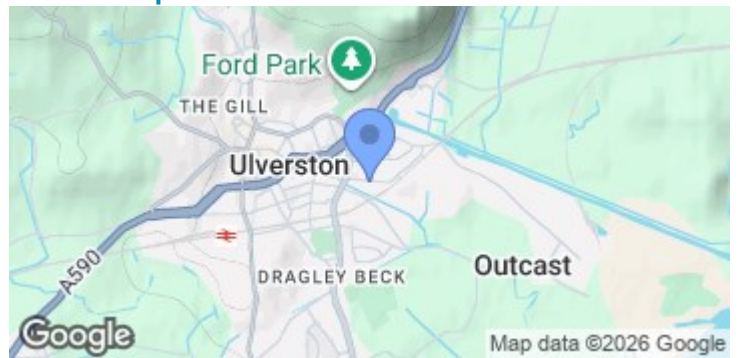 Ford Park
THE GILL
Ulverston
A590
DRAGLEY BECK
Outcast
Google
Map data ©2026 Google